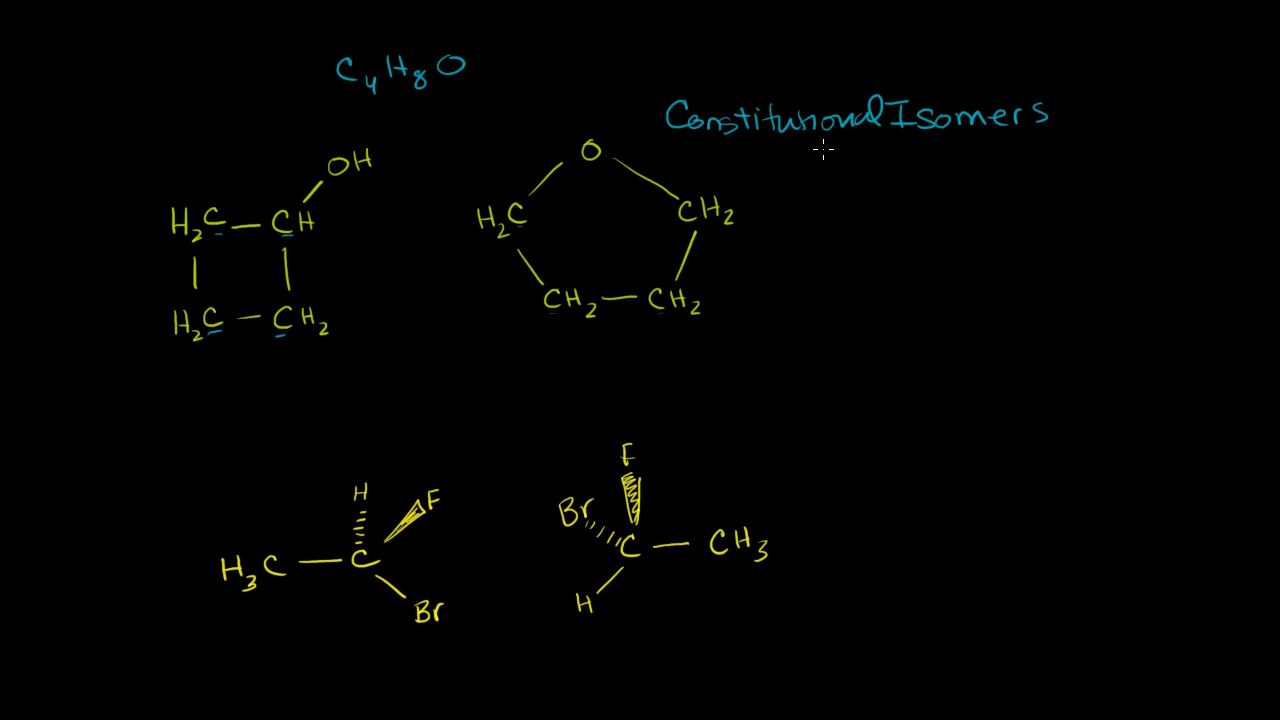 C₄H₈O
Constitutional Isomers
OH
O
H₂C CH
H₂C CH₂
H₂C CH₂
CH₂ CH₂
F
H F
Br
C CH₃
H₃C C
H
Br